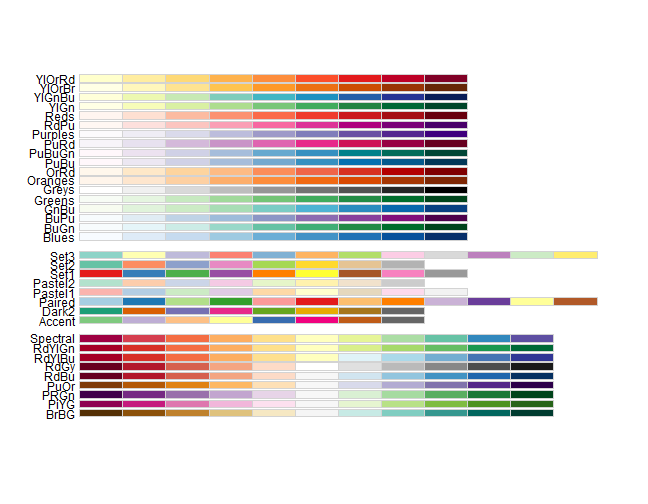 YlOrRd
YlOrBr
YlGnBu
YlGn
Reds
RdPu
Purples
PuRd
PuBuGn
PuBu
OrRd
Oranges
Greys
Greens
GnBu
BuPu
BuGn
Blues
Set3
Set2
Set1
Pastel2
Pastel1
Paired
Dark2
Accent
Spectral
RdYlGn
RdYlBu
RdGy
RdBu
PuOr
PRGn
PiYG
BrBG